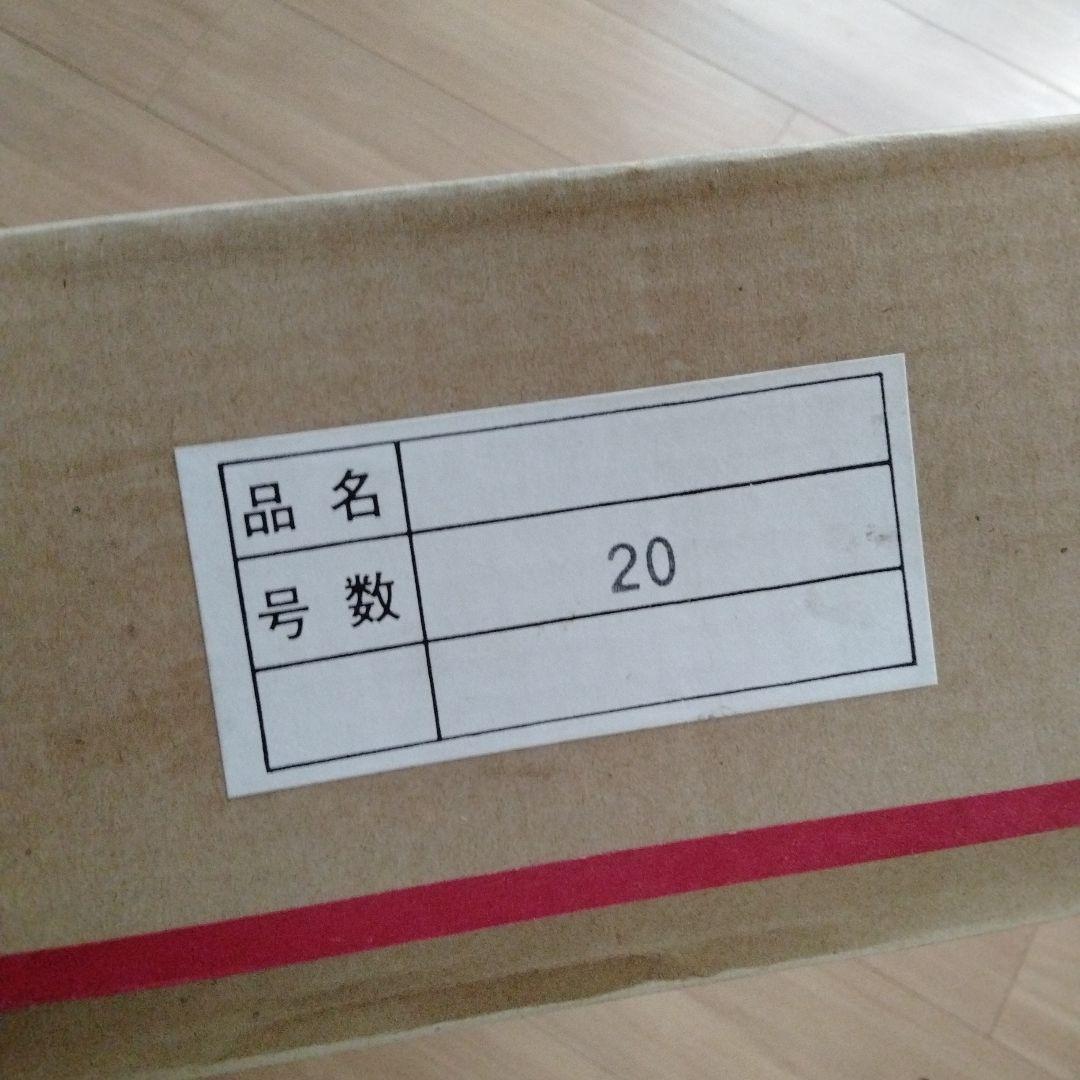 品 名
号 数 20